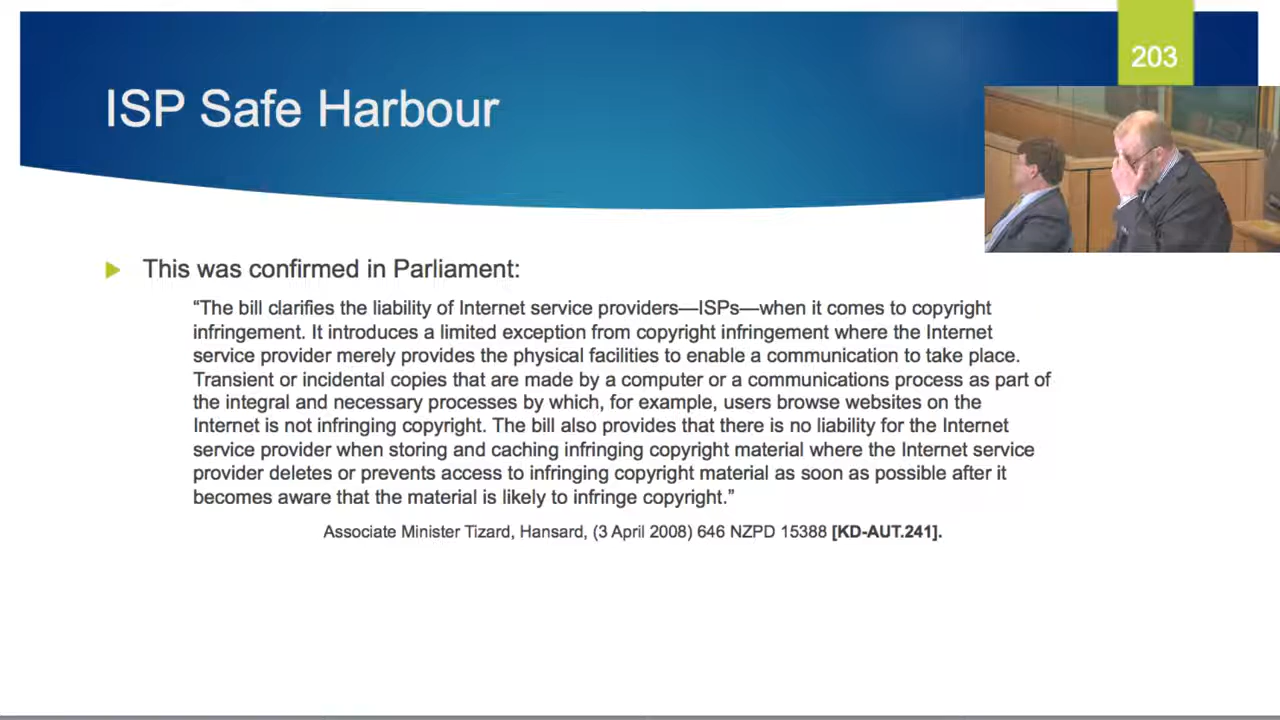 203
ISP Safe Harbour
This was confirmed in Parliament:
“The bill clarifies the liability of Internet service providers—ISPs—when it comes to copyright
infringement. It introduces a limited exception from copyright infringement where the Internet
service provider merely provides the physical facilities to enable a communication to take place.
Transient or incidental copies that are made by a computer or a communications process as part of
the integral and necessary processes by which, for example, users browse websites on the
Internet is not infringing copyright. The bill also provides that there is no liability for the Internet
service provider when storing and caching infringing copyright material where the Internet service
provider deletes or prevents access to infringing copyright material as soon as possible after it
becomes aware that the material is likely to infringe copyright.”
Associate Minister Tizard, Hansard, (3 April 2008) 646 NZPD 15388 [KD-AUT.241].